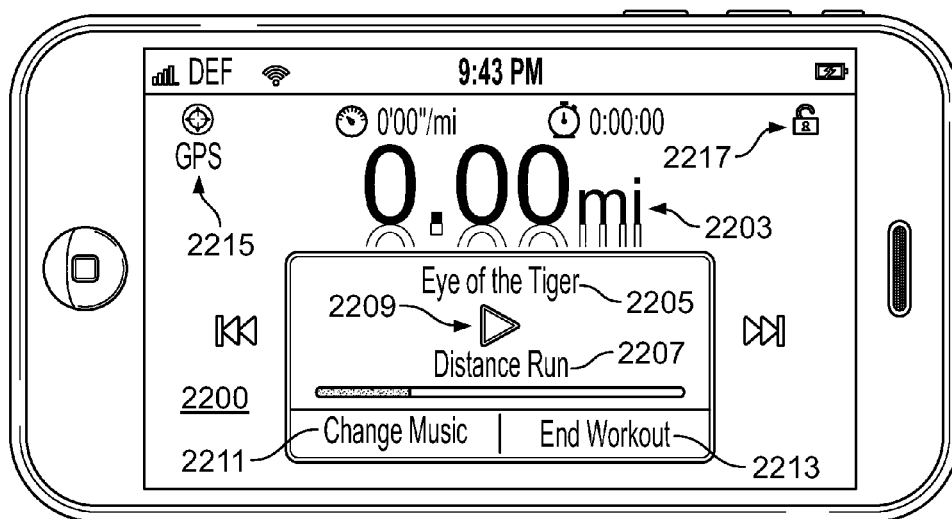 DEF 9:43 PM
0'00"/mi 0:00:00
GPS 2217
0.00mi 2203
2215
Eye of the Tiger 2205
2209
Distance Run 2207
2200
Change Music | End Workout
2211 2213